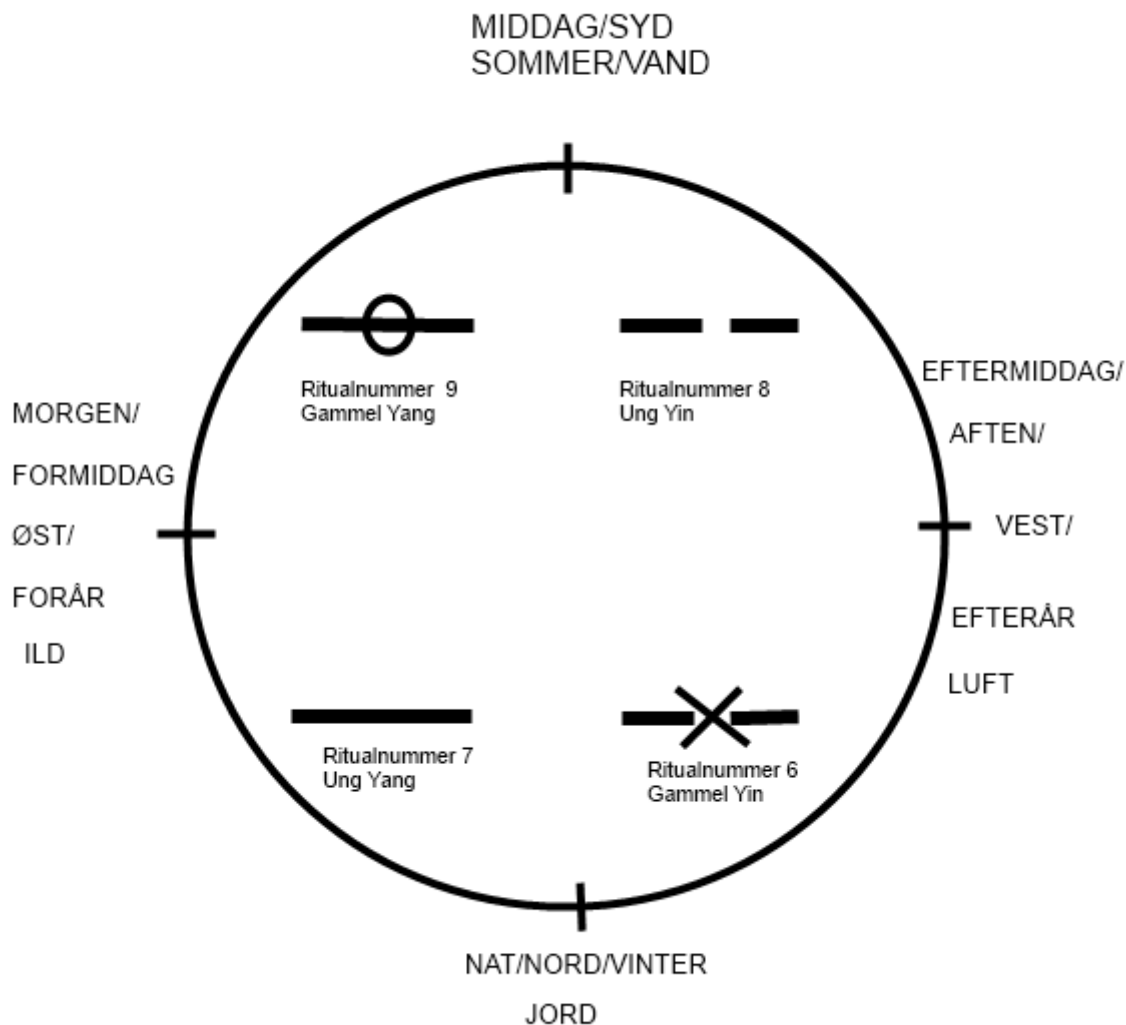 MIDDAG/SYD
SOMMER/VAND
Ritualnummer 9
Gammel Yang
Ritualnummer 8
Ung Yin
MORGEN/
FORMIDDAG
ØST/
FORÅR
ILD
EFTERMIDDAG/
AFTEN/
VEST/
EFTERÅR
LUFT
Ritualnummer 7
Ung Yang
Ritualnummer 6
Gammel Yin
NAT/NORD/VINTER
JORD